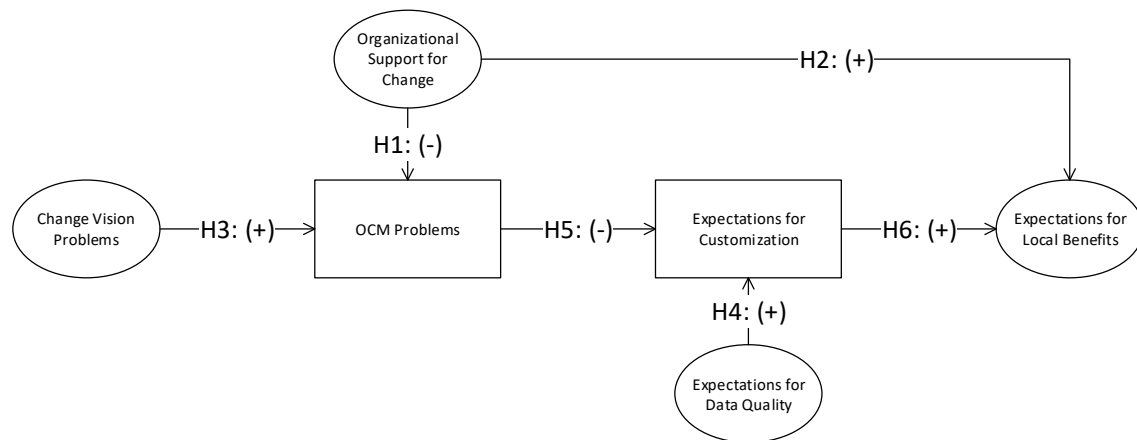 Organizational
Support for
Change
H2: (+)
H1: (-)
Change Vision
Problems
H3: (+)
OCM Problems
H5: (-)
Expectations for
Customization
H6: (+)
Expectations for
Local Benefits
H4: (+)
Expectations for
Data Quality